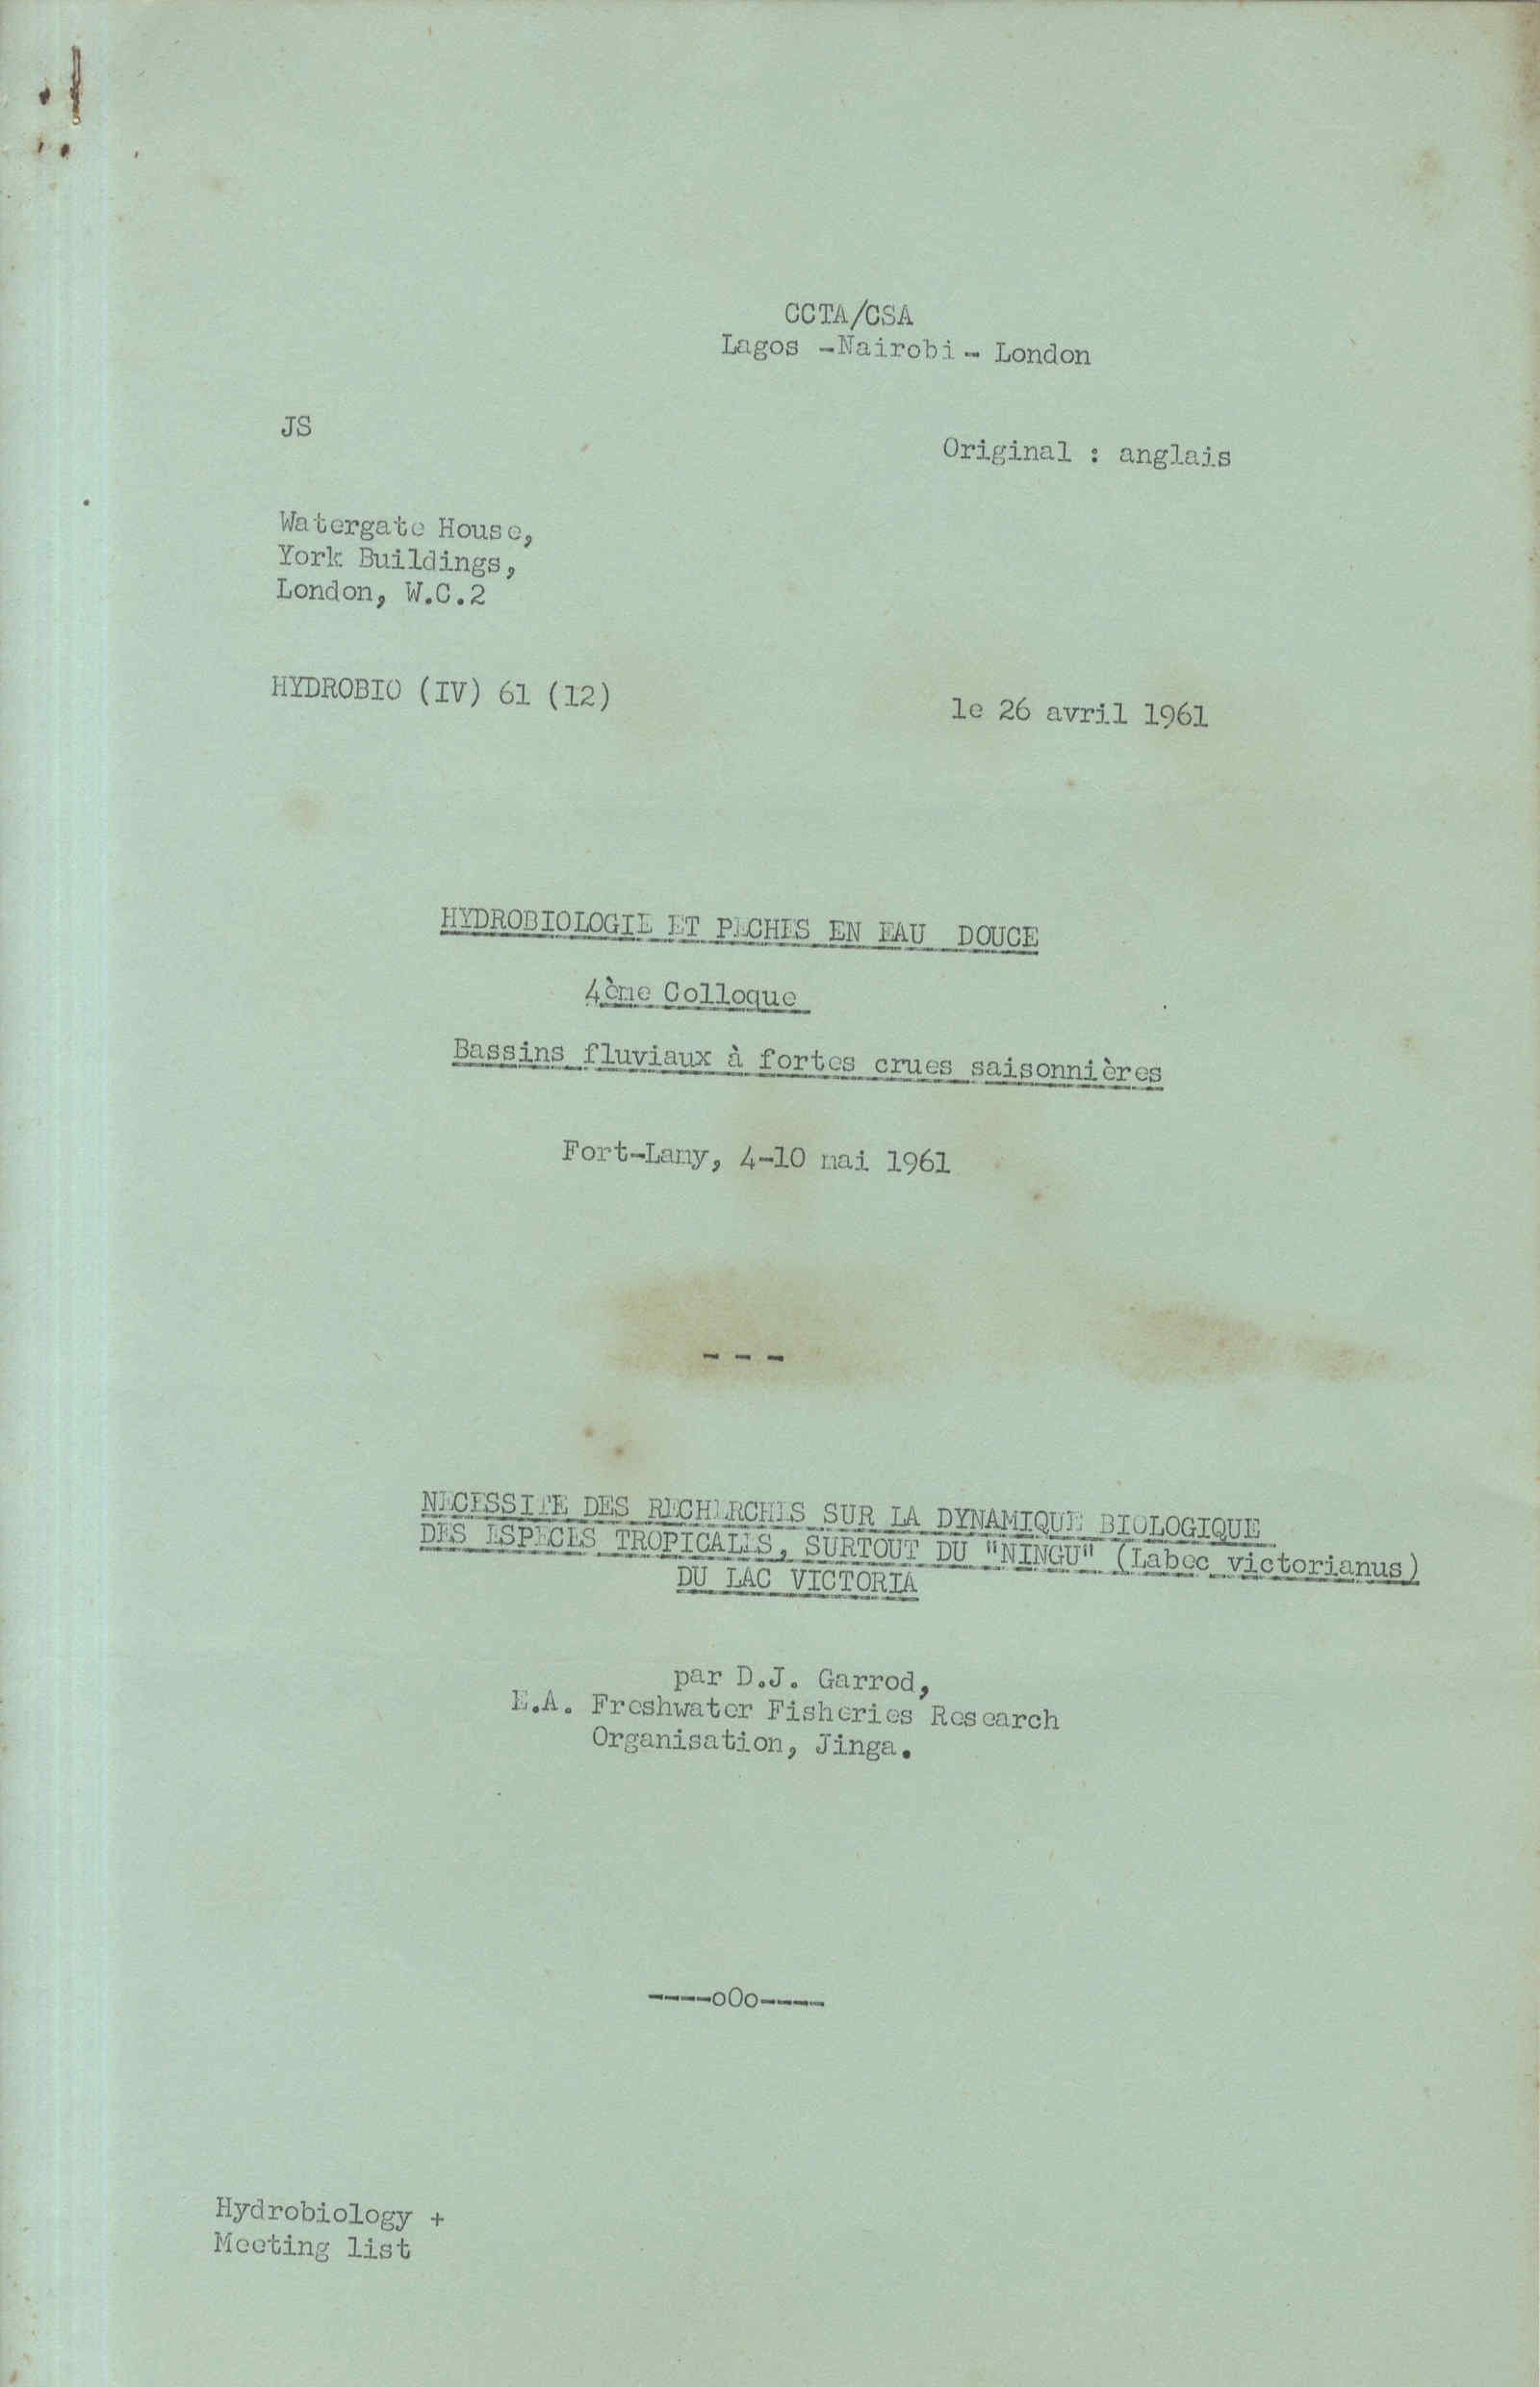 CCTA/CSA
Lagos -Nairobi - London
JS
Original : anglais
Watergate House,
York Buildings,
London, W.C.2
HYDROBIO (IV) 61 (12)
le 26 avril 1961
HYDROBIOLOGIE ET PECHES EN EAU DOUCE
4ème Colloque
Bassins fluviaux à fortes crues saisonnières
Fort-Lamy, 4-10 mai 1961
- - -
NECESSITE DES RECHERCHES SUR LA DYNAMIQUE BIOLOGIQUE
DES ESPECES TROPICALES, SURTOUT DU "NINGU" (Labeo victorianus)
DU LAC VICTORIA
par D.J. Garrod,
E.A. Freshwater Fisheries Research
Organisation, Jinga.
----oOo----
Hydrobiology +
Meeting list